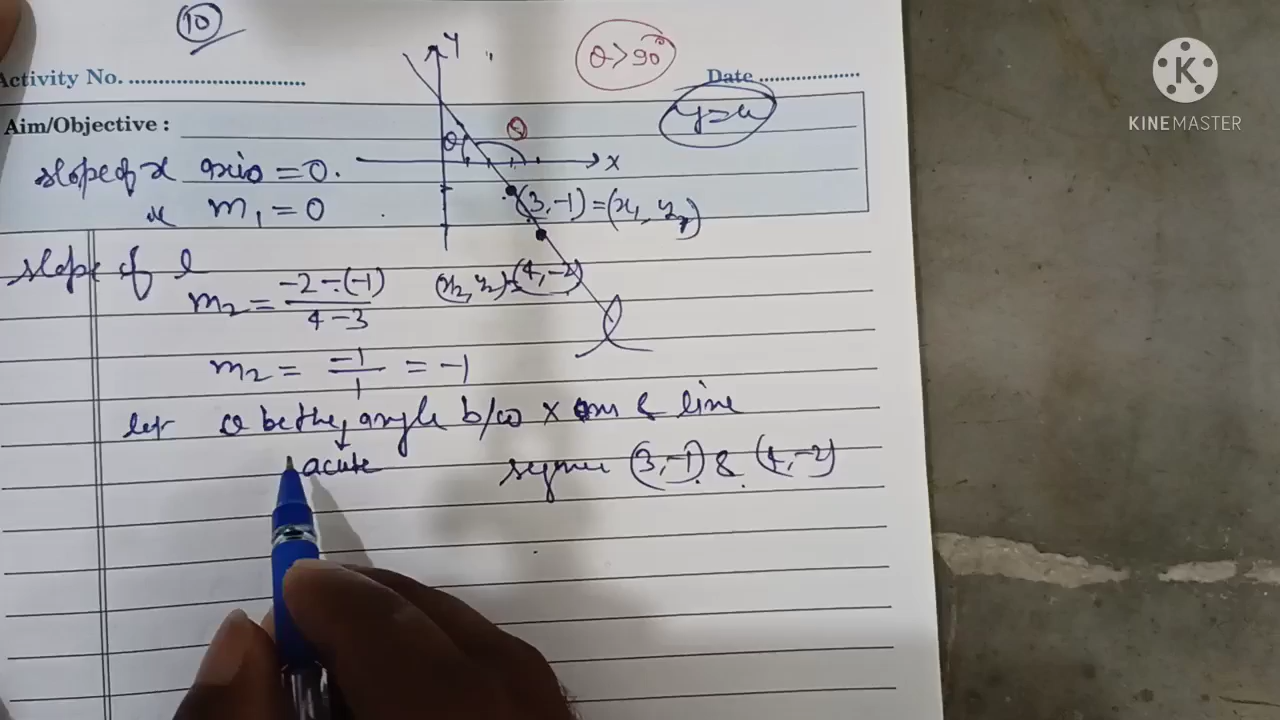 10
Y
θ > 90°
Activity No. ................................
Date ..................
K
KINEMASTER
y = 4
Aim/Objective :
θ
θ
x
slope of x axis = 0.
m₁ = 0
(3,-1) = (x₁, y₁)
slope of l
m₂ = -2-(-1)
4-3
(x₂, y₂) = (4,-2)
l
m₂ = -1/1 = -1
let θ be the angle b/w x & line
acute
(3,-1) & (4,-2)